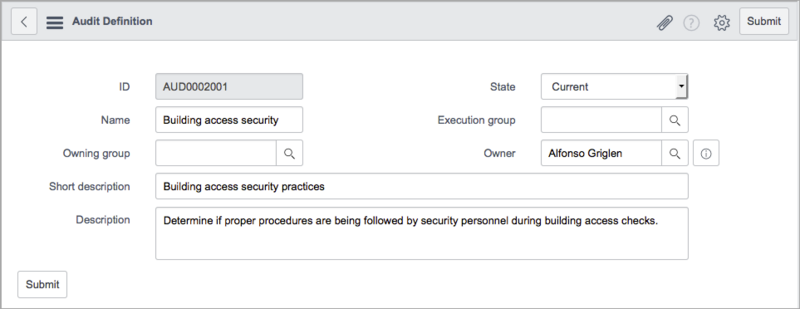 Audit Definition
Submit
ID AUD0002001 State Current
Name Building access security Execution group
Owning group Owner Alfonso Griglen
Short description Building access security practices
Description Determine if proper procedures are being followed by security personnel during building access checks.
Submit